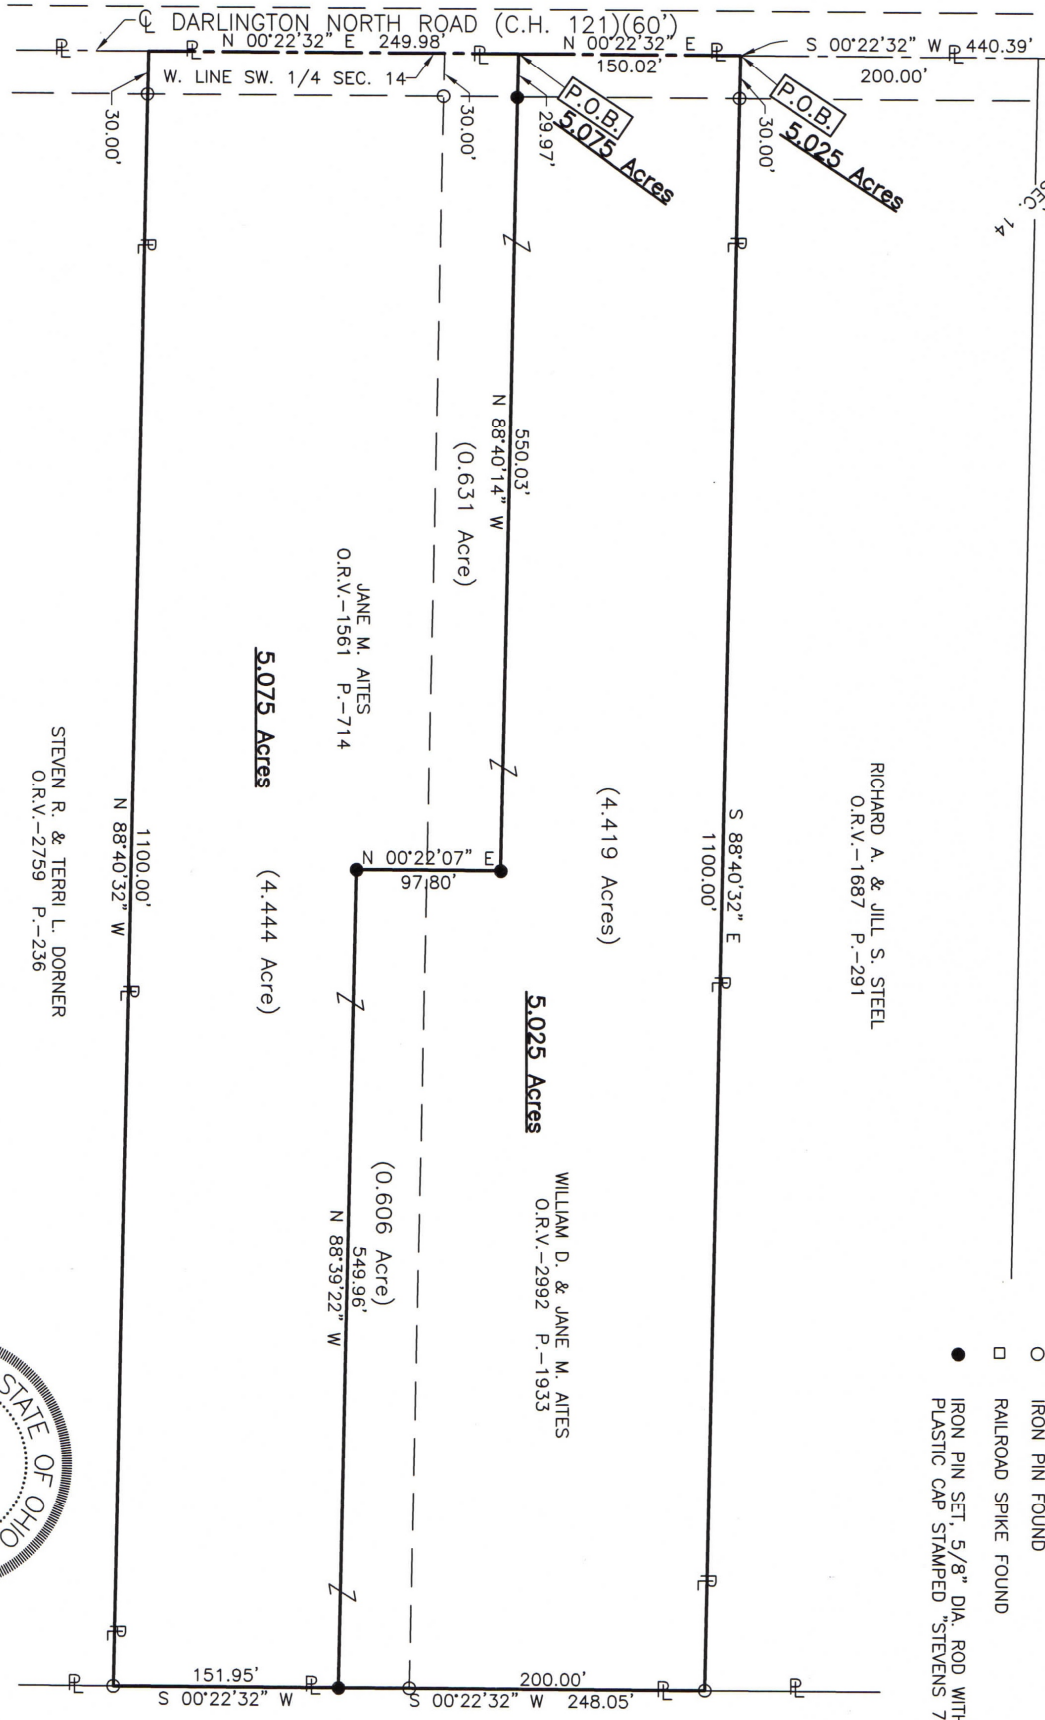 ℄ DARLINGTON NORTH ROAD (C.H. 121)(60')
N 00°22'32" E 249.98'
N 00°22'32" E
150.02'
S 00°22'32" W 440.39'
200.00'
W. LINE SW. 1/4 SEC. 14
30.00'
30.00'
29.97'
30.00'
P.O.B.
5.075 Acres
P.O.B.
5.025 Acres
SEC. 14
550.03'
N 88°40'14" W
(0.631 Acre)
JANE M. AITES
O.R.V.-1561 P.-714
5.075 Acres
(4.444 Acre)
1100.00'
N 88°40'32" W
STEVEN R. & TERRI L. DORNER
O.R.V.-2759 P.-236
N 00°22'07" E
97.80'
(4.419 Acres)
S 88°40'32" E
1100.00'
RICHARD A. & JILL S. STEEL
O.R.V.-1687 P.-291
5.025 Acres
WILLIAM D. & JANE M. AITES
O.R.V.-2992 P.-1933
(0.606 Acre)
549.96'
N 88°39'22" W
○ IRON PIN FOUND
□ RAILROAD SPIKE FOUND
● IRON PIN SET, 5/8" DIA. ROD WITH
PLASTIC CAP STAMPED "STEVENS 7
STATE OF OHIO
151.95'
S 00°22'32" W
200.00'
S 00°22'32" W 248.05'